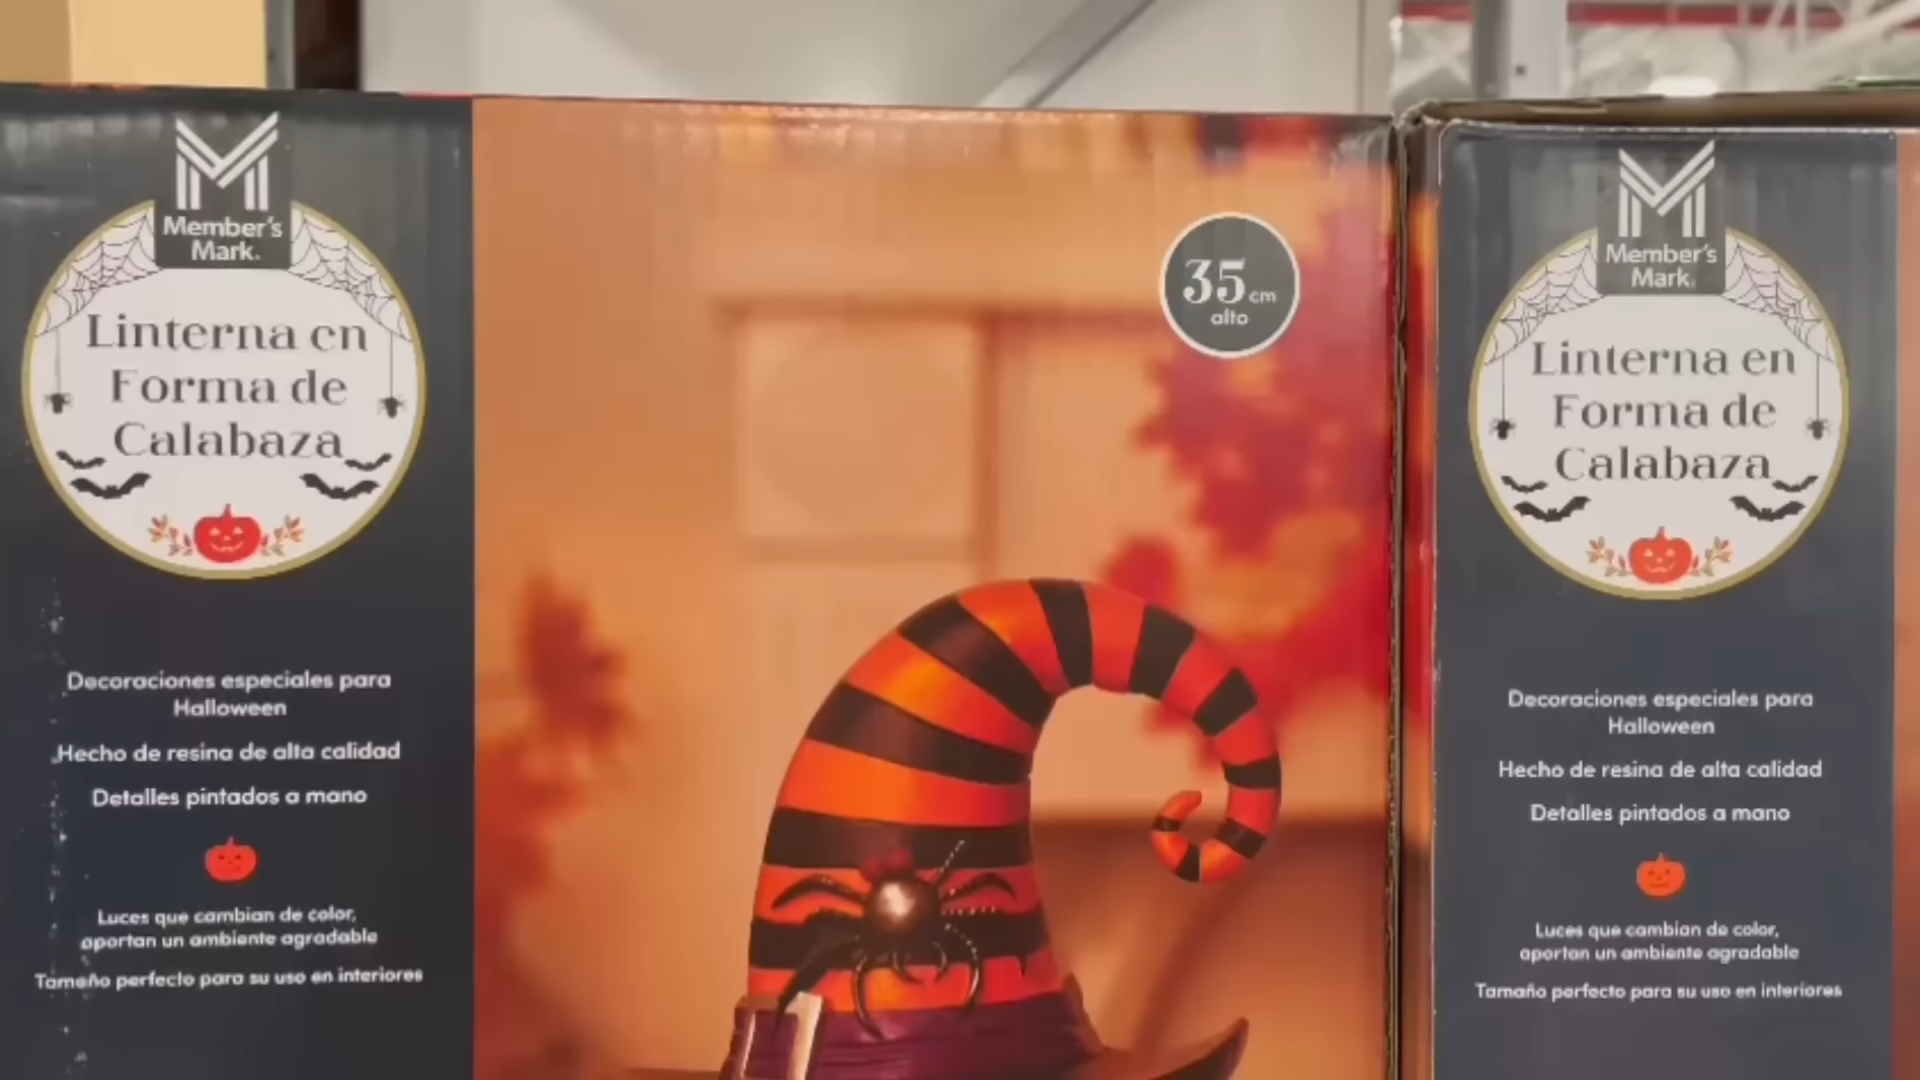 Member's
Mark.
Linterna en
Forma de
Calabaza
Decoraciones especiales para
Halloween
Hecho de resina de alta calidad
Detalles pintados a mano
Luces que cambian de color,
aportan un ambiente agradable
Tamaño perfecto para su uso en interiores
35 cm
alto
Member's
Mark.
Linterna en
Forma de
Calabaza
Decoraciones especiales para
Halloween
Hecho de resina de alta calidad
Detalles pintados a mano
Luces que cambian de color,
aportan un ambiente agradable
Tamaño perfecto para su uso en interiores